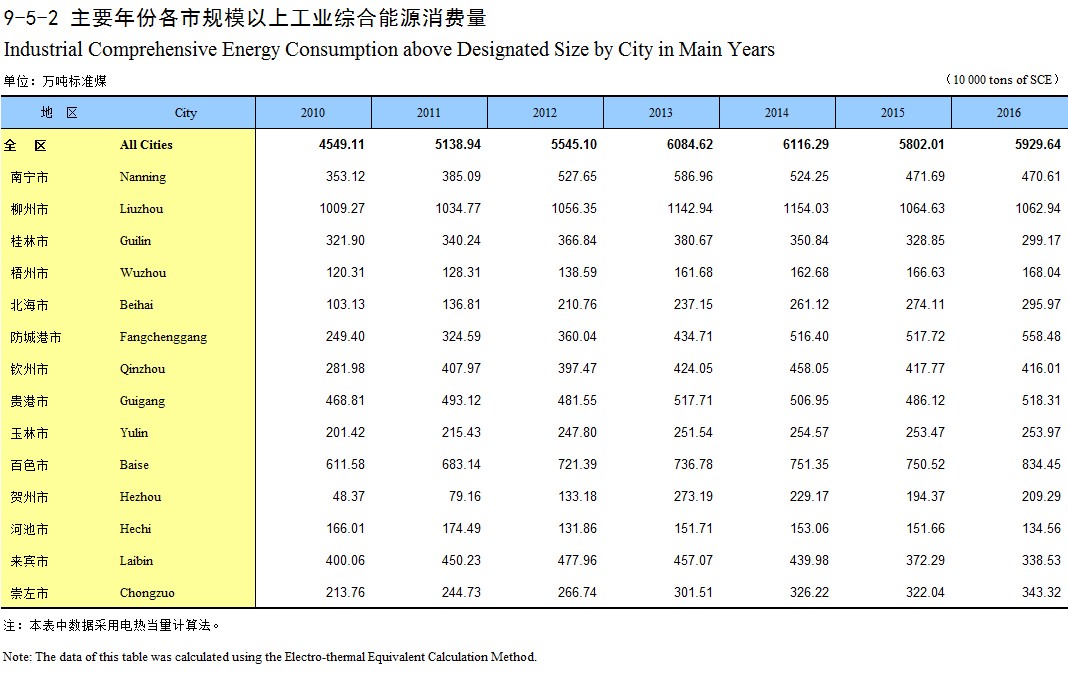 9-5-2 主要年份各市规模以上工业综合能源消费量
Industrial Comprehensive Energy Consumption above Designated Size by City in Main Years
单位：万吨标准煤 （10 000 tons of SCE）
地 区 City 2010 2011 2012 2013 2014 2015 2016
全 区 All Cities 4549.11 5138.94 5545.10 6084.62 6116.29 5802.01 5929.64
南宁市 Nanning 353.12 385.09 527.65 586.96 524.25 471.69 470.61
柳州市 Liuzhou 1009.27 1034.77 1056.35 1142.94 1154.03 1064.63 1062.94
桂林市 Guilin 321.90 340.24 366.84 380.67 350.84 328.85 299.17
梧州市 Wuzhou 120.31 128.31 138.59 161.68 162.68 166.63 168.04
北海市 Beihai 103.13 136.81 210.76 237.15 261.12 274.11 295.97
防城港市 Fangchenggang 249.40 324.59 360.04 434.71 516.40 517.72 558.48
钦州市 Qinzhou 281.98 407.97 397.47 424.05 458.05 417.77 416.01
贵港市 Guigang 468.81 493.12 481.55 517.71 506.95 486.12 518.31
玉林市 Yulin 201.42 215.43 247.80 251.54 254.57 253.47 253.97
百色市 Baise 611.58 683.14 721.39 736.78 751.35 750.52 834.45
贺州市 Hezhou 48.37 79.16 133.18 273.19 229.17 194.37 209.29
河池市 Hechi 166.01 174.49 131.86 151.71 153.06 151.66 134.56
来宾市 Laibin 400.06 450.23 477.96 457.07 439.98 372.29 338.53
崇左市 Chongzuo 213.76 244.73 266.74 301.51 326.22 322.04 343.32
注：本表中数据采用电热当量计算法。
Note: The data of this table was calculated using the Electro-thermal Equivalent Calculation Method.